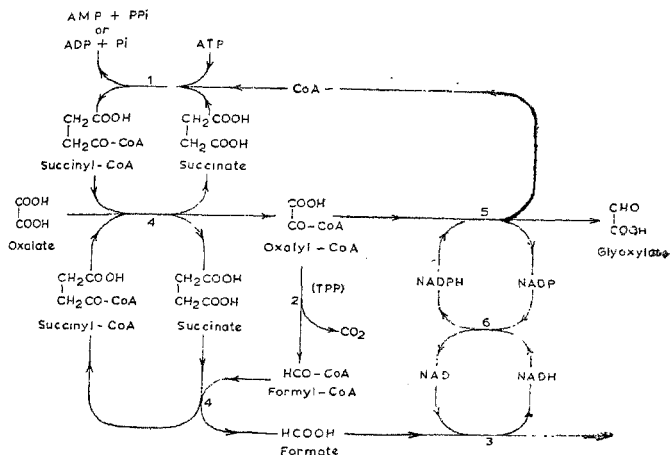 AMP + PPi
or
ADP + Pi
ATP
1
CoA
CH2COOH
CH2CO-CoA
Succinyl-CoA
CH2COOH
CH2COOH
Succinate
COOH
COOH
Oxalate
4
COOH
CO-CoA
Oxalyl-CoA
5
CHO
COOH
Glyoxylate
CH2COOH
CH2CO-CoA
Succinyl-CoA
CH2COOH
CH2COOH
Succinate
2
(TPP)
CO2
NADPH
NADP
6
HCO-CoA
Formyl-CoA
4
NAD
NADH
HCOOH
Formate
3